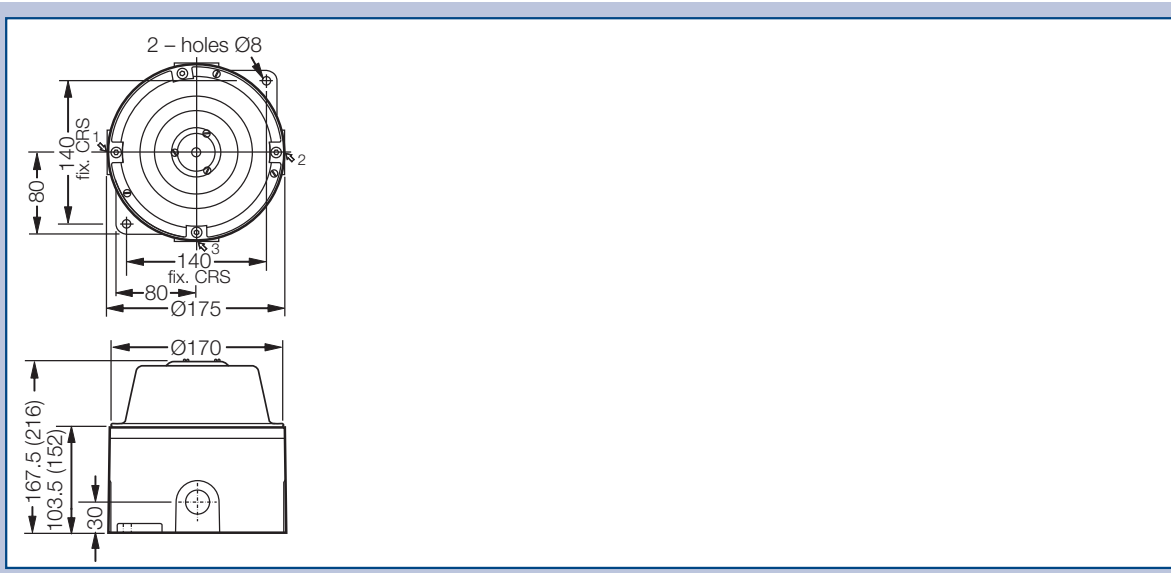 2 – holes Ø8
140
fix. CRS
80
1
2
3
140
fix. CRS
80
Ø175
Ø170
167.5 (216)
103.5 (152)
30